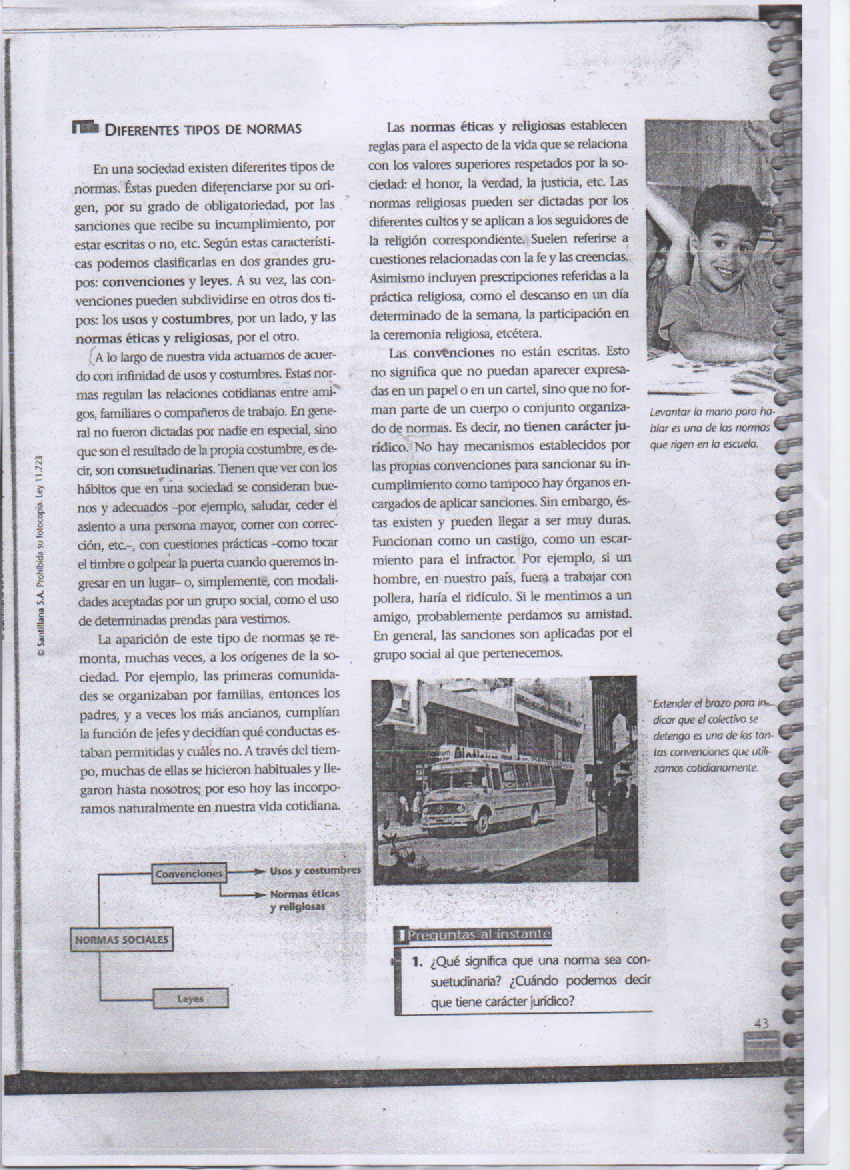 DIFERENTES TIPOS DE NORMAS
En una sociedad existen diferentes tipos de
normas. Éstas pueden diferenciarse por su ori-
gen, por su grado de obligatoriedad, por las
sanciones que recibe su incumplimiento, por
estar escritas o no, etc. Según estas característi-
cas podemos clasificarlas en dos grandes gru-
pos: convenciones y leyes. A su vez, las con-
venciones pueden subdividirse en otros dos ti-
pos: los usos y costumbres, por un lado, y las
normas éticas y religiosas, por el otro.
A lo largo de nuestra vida actuamos de acuer-
do con infinidad de usos y costumbres. Estas nor-
mas regulan las relaciones cotidianas entre ami-
gos, familiares o compañeros de trabajo. En gene-
ral no fueron dictadas por nadie en especial, sino
que son el resultado de la propia costumbre, es de-
cir, son consuetudinarias. Tienen que ver con los
hábitos que en una sociedad se consideran bue-
nos y adecuados –por ejemplo, saludar, ceder el
asiento a una persona mayor, comer con correc-
ción, etc.–, con cuestiones prácticas –como tocar
el timbre o golpear la puerta cuando queremos in-
gresar en un lugar– o, simplemente, con modali-
dades aceptadas por un grupo social, como el uso
de determinadas prendas para vestirnos.
La aparición de este tipo de normas se re-
monta, muchas veces, a los orígenes de la so-
ciedad. Por ejemplo, las primeras comunida-
des se organizaban por familias, entonces los
padres, y a veces los más ancianos, cumplían
la función de jefes y decidían qué conductas es-
taban permitidas y cuáles no. A través del tiem-
po, muchas de ellas se hicieron habituales y lle-
garon hasta nosotros; por eso hoy las incorpo-
ramos naturalmente en nuestra vida cotidiana.
Las normas éticas y religiosas establecen
reglas para el aspecto de la vida que se relaciona
con los valores superiores respetados por la so-
ciedad: el honor, la verdad, la justicia, etc. Las
normas religiosas pueden ser dictadas por los
diferentes cultos y se aplican a los seguidores de
la religión correspondiente. Suelen referirse a
cuestiones relacionadas con la fe y las creencias.
Asimismo incluyen prescripciones referidas a la
práctica religiosa, como el descanso en un día
determinado de la semana, la participación en
la ceremonia religiosa, etcétera.
Las convenciones no están escritas. Esto
no significa que no puedan aparecer expresa-
das en un papel o en un cartel, sino que no for-
man parte de un cuerpo o conjunto organiza-
do de normas. Es decir, no tienen carácter ju-
rídico. No hay mecanismos establecidos por
las propias convenciones para sancionar su in-
cumplimiento como tampoco hay órganos en-
cargados de aplicar sanciones. Sin embargo, és-
tas existen y pueden llegar a ser muy duras.
Funcionan como un castigo, como un escar-
miento para el infractor. Por ejemplo, si un
hombre, en nuestro país, fuera a trabajar con
pollera, haría el ridículo. Si le mentimos a un
amigo, probablemente perdamos su amistad.
En general, las sanciones son aplicadas por el
grupo social al que pertenecemos.
Levantar la mano para ha-
blar es una de las normas
que rigen en la escuela.
Extender el brazo para in-
dicar que el colectivo se
detenga es una de las tan-
tas convenciones que utili-
zamos cotidianamente.
© Santillana S.A. Prohibida su fotocopia. Ley 11.723
NORMAS SOCIALES
Convenciones
Usos y costumbres
Normas éticas
y religiosas
Leyes
Preguntas al instante
1. ¿Qué significa que una norma sea con-
suetudinaria? ¿Cuándo podemos decir
que tiene carácter jurídico?
43